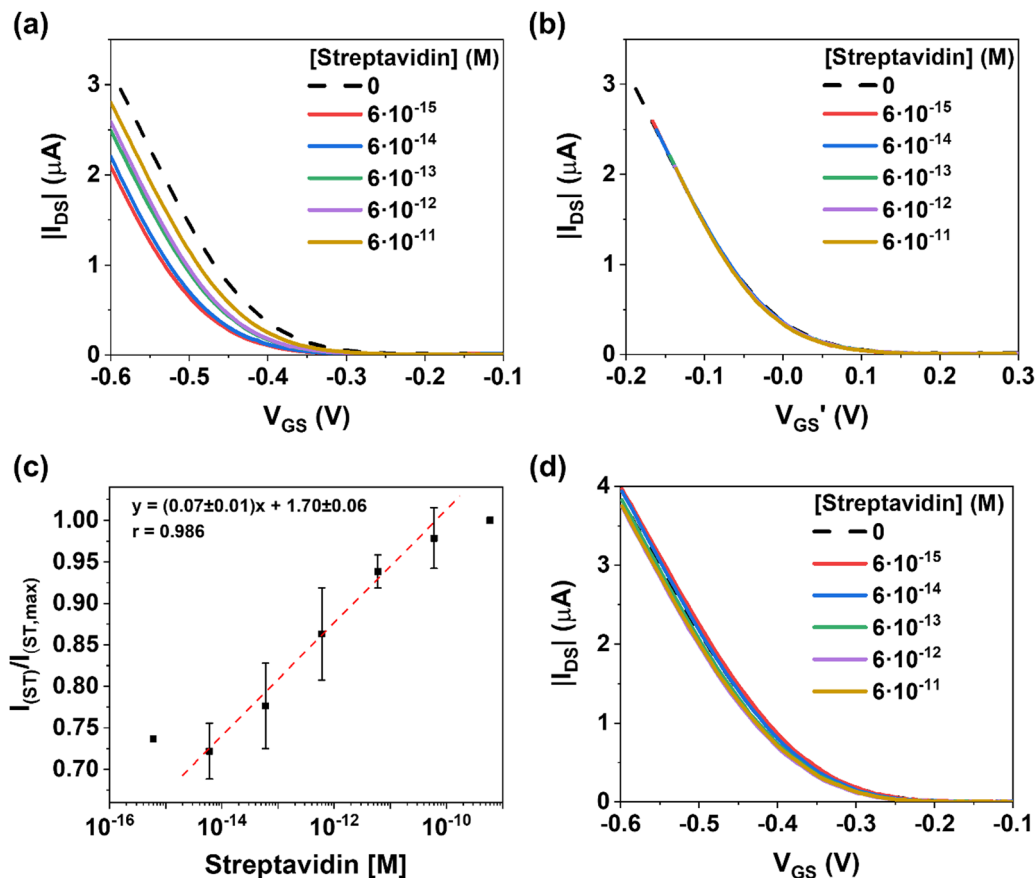 (a)
[Streptavidin] (M)
0
6·10⁻¹⁵
6·10⁻¹⁴
6·10⁻¹³
6·10⁻¹²
6·10⁻¹¹
3
2
1
0
|I_DS| (μA)
-0.6 -0.5 -0.4 -0.3 -0.2 -0.1
V_GS (V)
(b)
[Streptavidin] (M)
0
6·10⁻¹⁵
6·10⁻¹⁴
6·10⁻¹³
6·10⁻¹²
6·10⁻¹¹
3
2
1
0
|I_DS| (μA)
-0.2 -0.1 -0.0 0.1 0.2 0.3
V_GS' (V)
(c)
y = (0.07±0.01)x + 1.70±0.06
r = 0.986
1.00
0.95
0.90
0.85
0.80
0.75
0.70
I_(ST)/I_(ST,max)
10⁻¹⁶ 10⁻¹⁴ 10⁻¹² 10⁻¹⁰
Streptavidin [M]
(d)
[Streptavidin] (M)
0
6·10⁻¹⁵
6·10⁻¹⁴
6·10⁻¹³
6·10⁻¹²
6·10⁻¹¹
4
3
2
1
0
|I_DS| (μA)
-0.6 -0.5 -0.4 -0.3 -0.2 -0.1
V_GS (V)